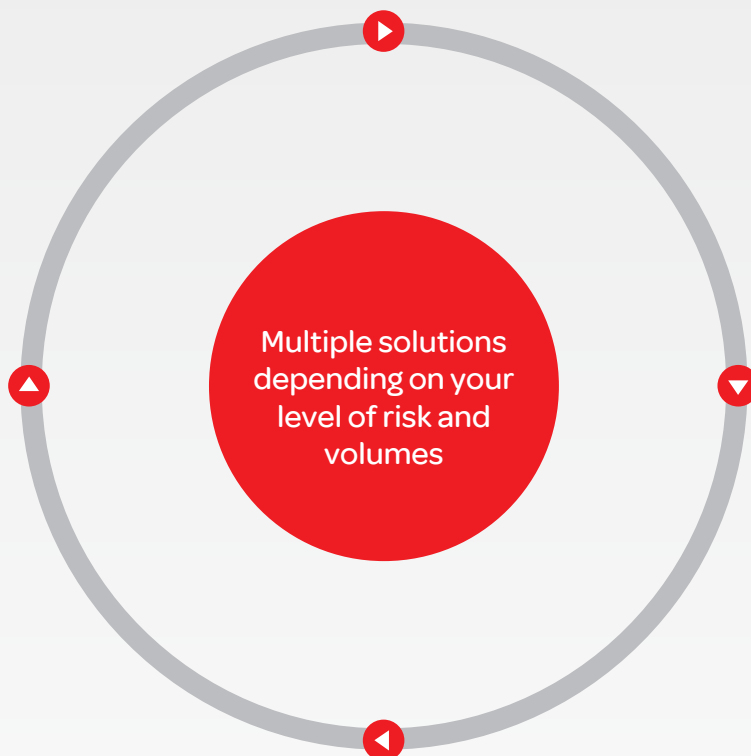 Multiple solutions
depending on your
level of risk and
volumes